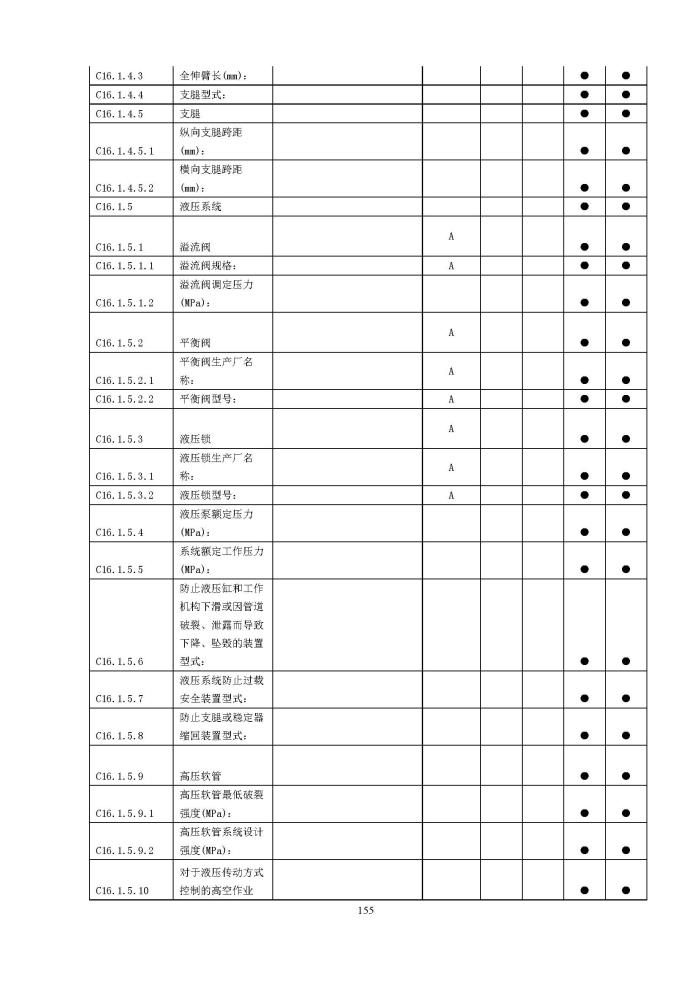 C16.1.4.3 全伸臂长(mm): ● ●
C16.1.4.4 支腿型式: ● ●
C16.1.4.5 支腿 ● ●
纵向支腿跨距
C16.1.4.5.1 (mm): ● ●
横向支腿跨距
C16.1.4.5.2 (mm): ● ●
C16.1.5 液压系统 ● ●
A
C16.1.5.1 溢流阀 ● ●
C16.1.5.1.1 溢流阀规格: A ● ●
溢流阀调定压力
C16.1.5.1.2 (MPa): ● ●
A
C16.1.5.2 平衡阀 ● ●
平衡阀生产厂名
A
C16.1.5.2.1 称: ● ●
C16.1.5.2.2 平衡阀型号: A ● ●
A
C16.1.5.3 液压锁 ● ●
液压锁生产厂名
A
C16.1.5.3.1 称: ● ●
C16.1.5.3.2 液压锁型号: A ● ●
液压泵额定压力
C16.1.5.4 (MPa): ● ●
系统额定工作压力
C16.1.5.5 (MPa): ● ●
防止液压缸和工作
机构下滑或因管道
破裂、泄露而导致
下降、坠毁的装置
C16.1.5.6 型式: ● ●
液压系统防止过载
C16.1.5.7 安全装置型式: ● ●
防止支腿或稳定器
C16.1.5.8 缩回装置型式: ● ●
C16.1.5.9 高压软管 ● ●
高压软管最低破裂
C16.1.5.9.1 强度(MPa): ● ●
高压软管系统设计
C16.1.5.9.2 强度(MPa): ● ●
对于液压传动方式
C16.1.5.10 控制的高空作业 ● ●
155